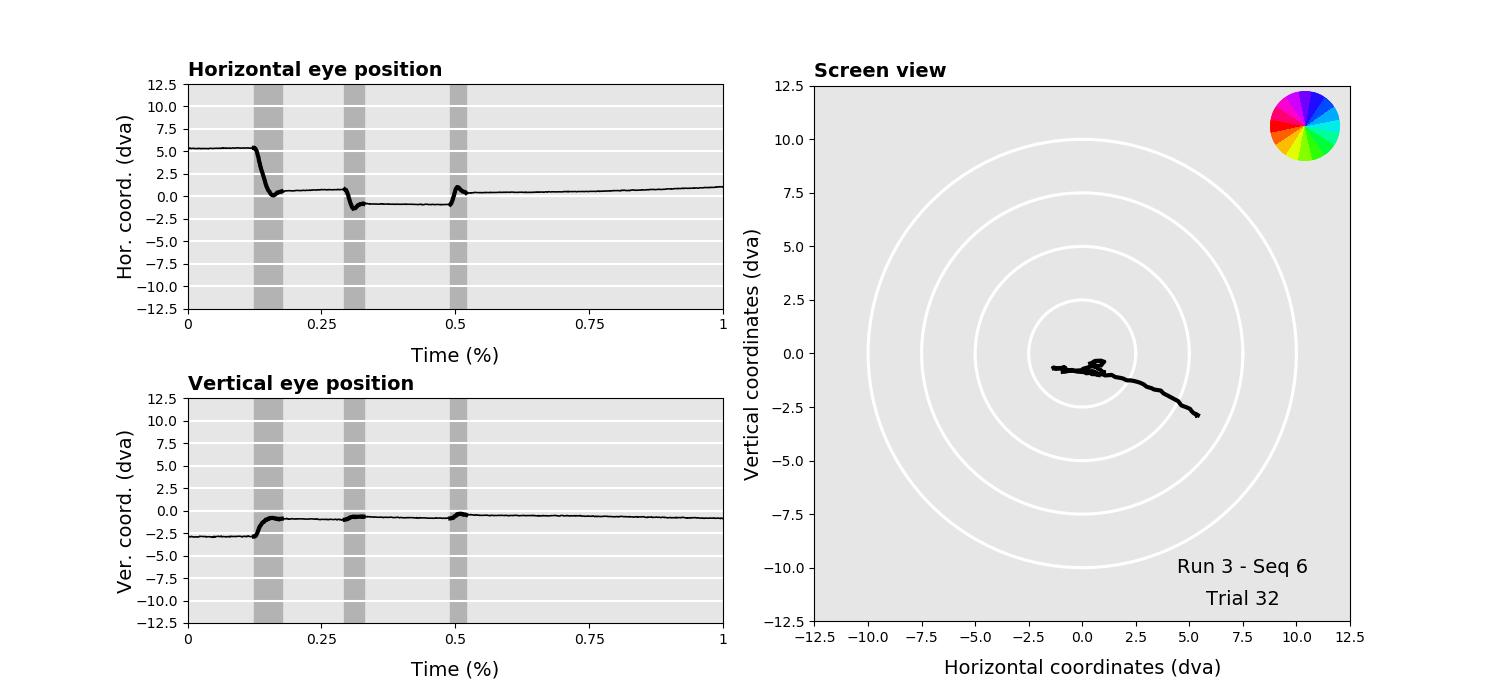 Horizontal eye position
Hor. coord. (dva)
12.5
10.0
7.5
5.0
2.5
0.0
−2.5
−5.0
−7.5
−10.0
−12.5
0 0.25 0.5 0.75 1
Time (%)
Vertical eye position
Ver. coord. (dva)
12.5
10.0
7.5
5.0
2.5
0.0
−2.5
−5.0
−7.5
−10.0
−12.5
0 0.25 0.5 0.75 1
Time (%)
Screen view
Vertical coordinates (dva)
12.5
10.0
7.5
5.0
2.5
0.0
−2.5
−5.0
−7.5
−10.0
−12.5
Run 3 - Seq 6
Trial 32
−12.5 −10.0 −7.5 −5.0 −2.5 0.0 2.5 5.0 7.5 10.0 12.5
Horizontal coordinates (dva)